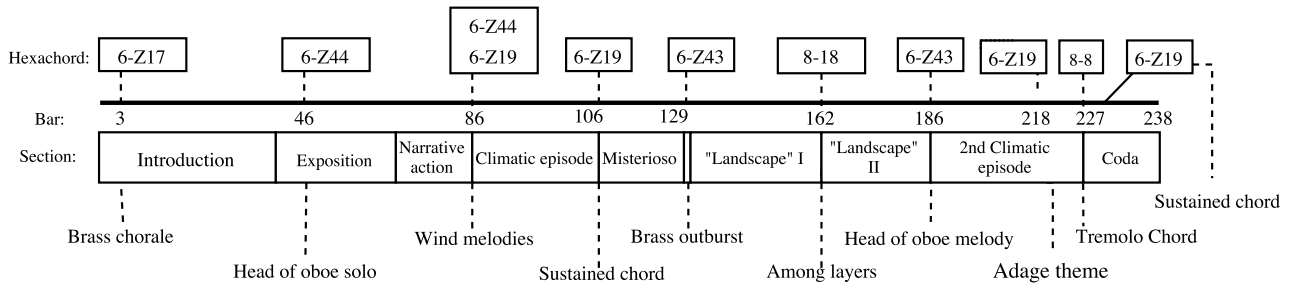 6-Z44
Hexachord: 6-Z17 6-Z44 6-Z19 6-Z19 6-Z43 8-18 6-Z43 6-Z19 8-8 6-Z19
Bar: 3 46 86 106 129 162 186 218 227 238
Section: Introduction Exposition Narrative action Climatic episode Misterioso "Landscape" I "Landscape" II 2nd Climatic episode Coda
Sustained chord
Brass chorale Wind melodies Brass outburst Head of oboe melody Tremolo Chord
Head of oboe solo Sustained chord Among layers Adage theme